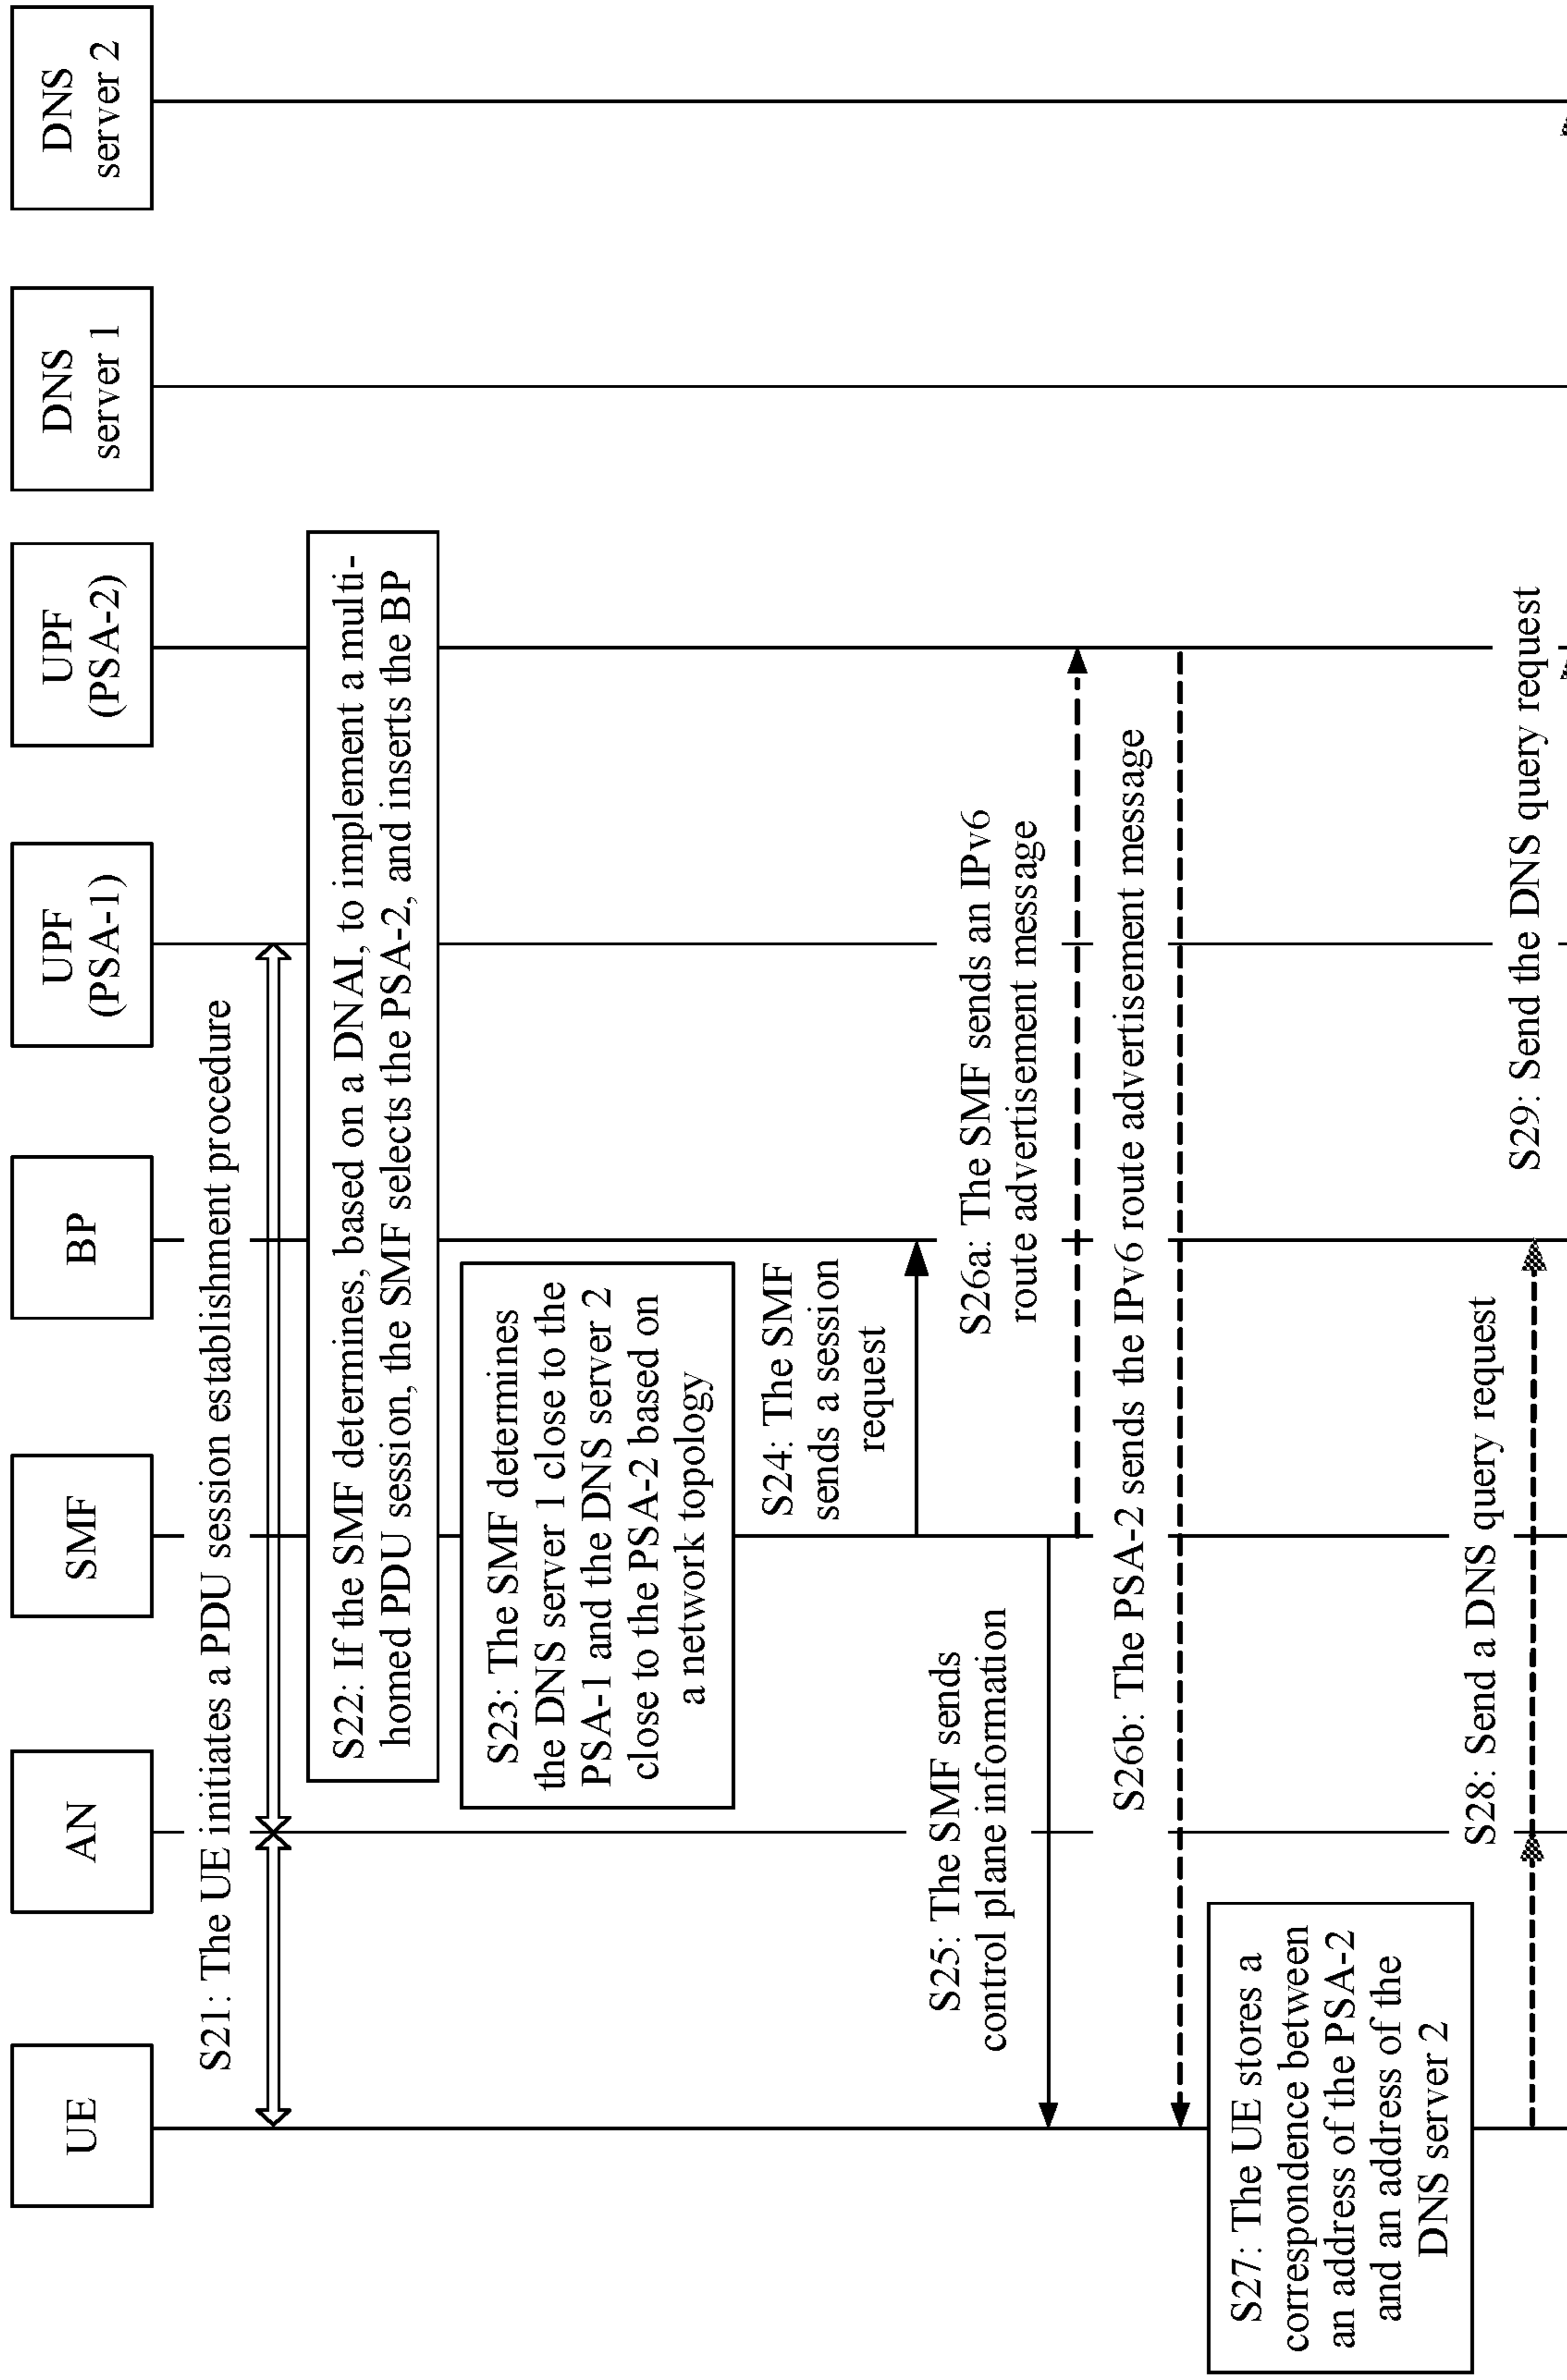 UE
AN
SMF
BP
UPF
(PSA-1)
UPF
(PSA-2)
DNS
server 1
DNS
server 2
S21: The UE initiates a PDU session establishment procedure
S22: If the SMF determines, based on a DNAI, to implement a multi-
homed PDU session, the SMF selects the PSA-2, and inserts the BP
S23: The SMF determines
the DNS server 1 close to the
PSA-1 and the DNS server 2
close to the PSA-2 based on
a network topology
S24: The SMF
sends a session
request
S25: The SMF sends
control plane information
S26a: The SMF sends an IPv6
route advertisement message
S26b: The PSA-2 sends the IPv6 route advertisement message
S27: The UE stores a
correspondence between
an address of the PSA-2
and an address of the
DNS server 2
S28: Send a DNS query request
S29: Send the DNS query request